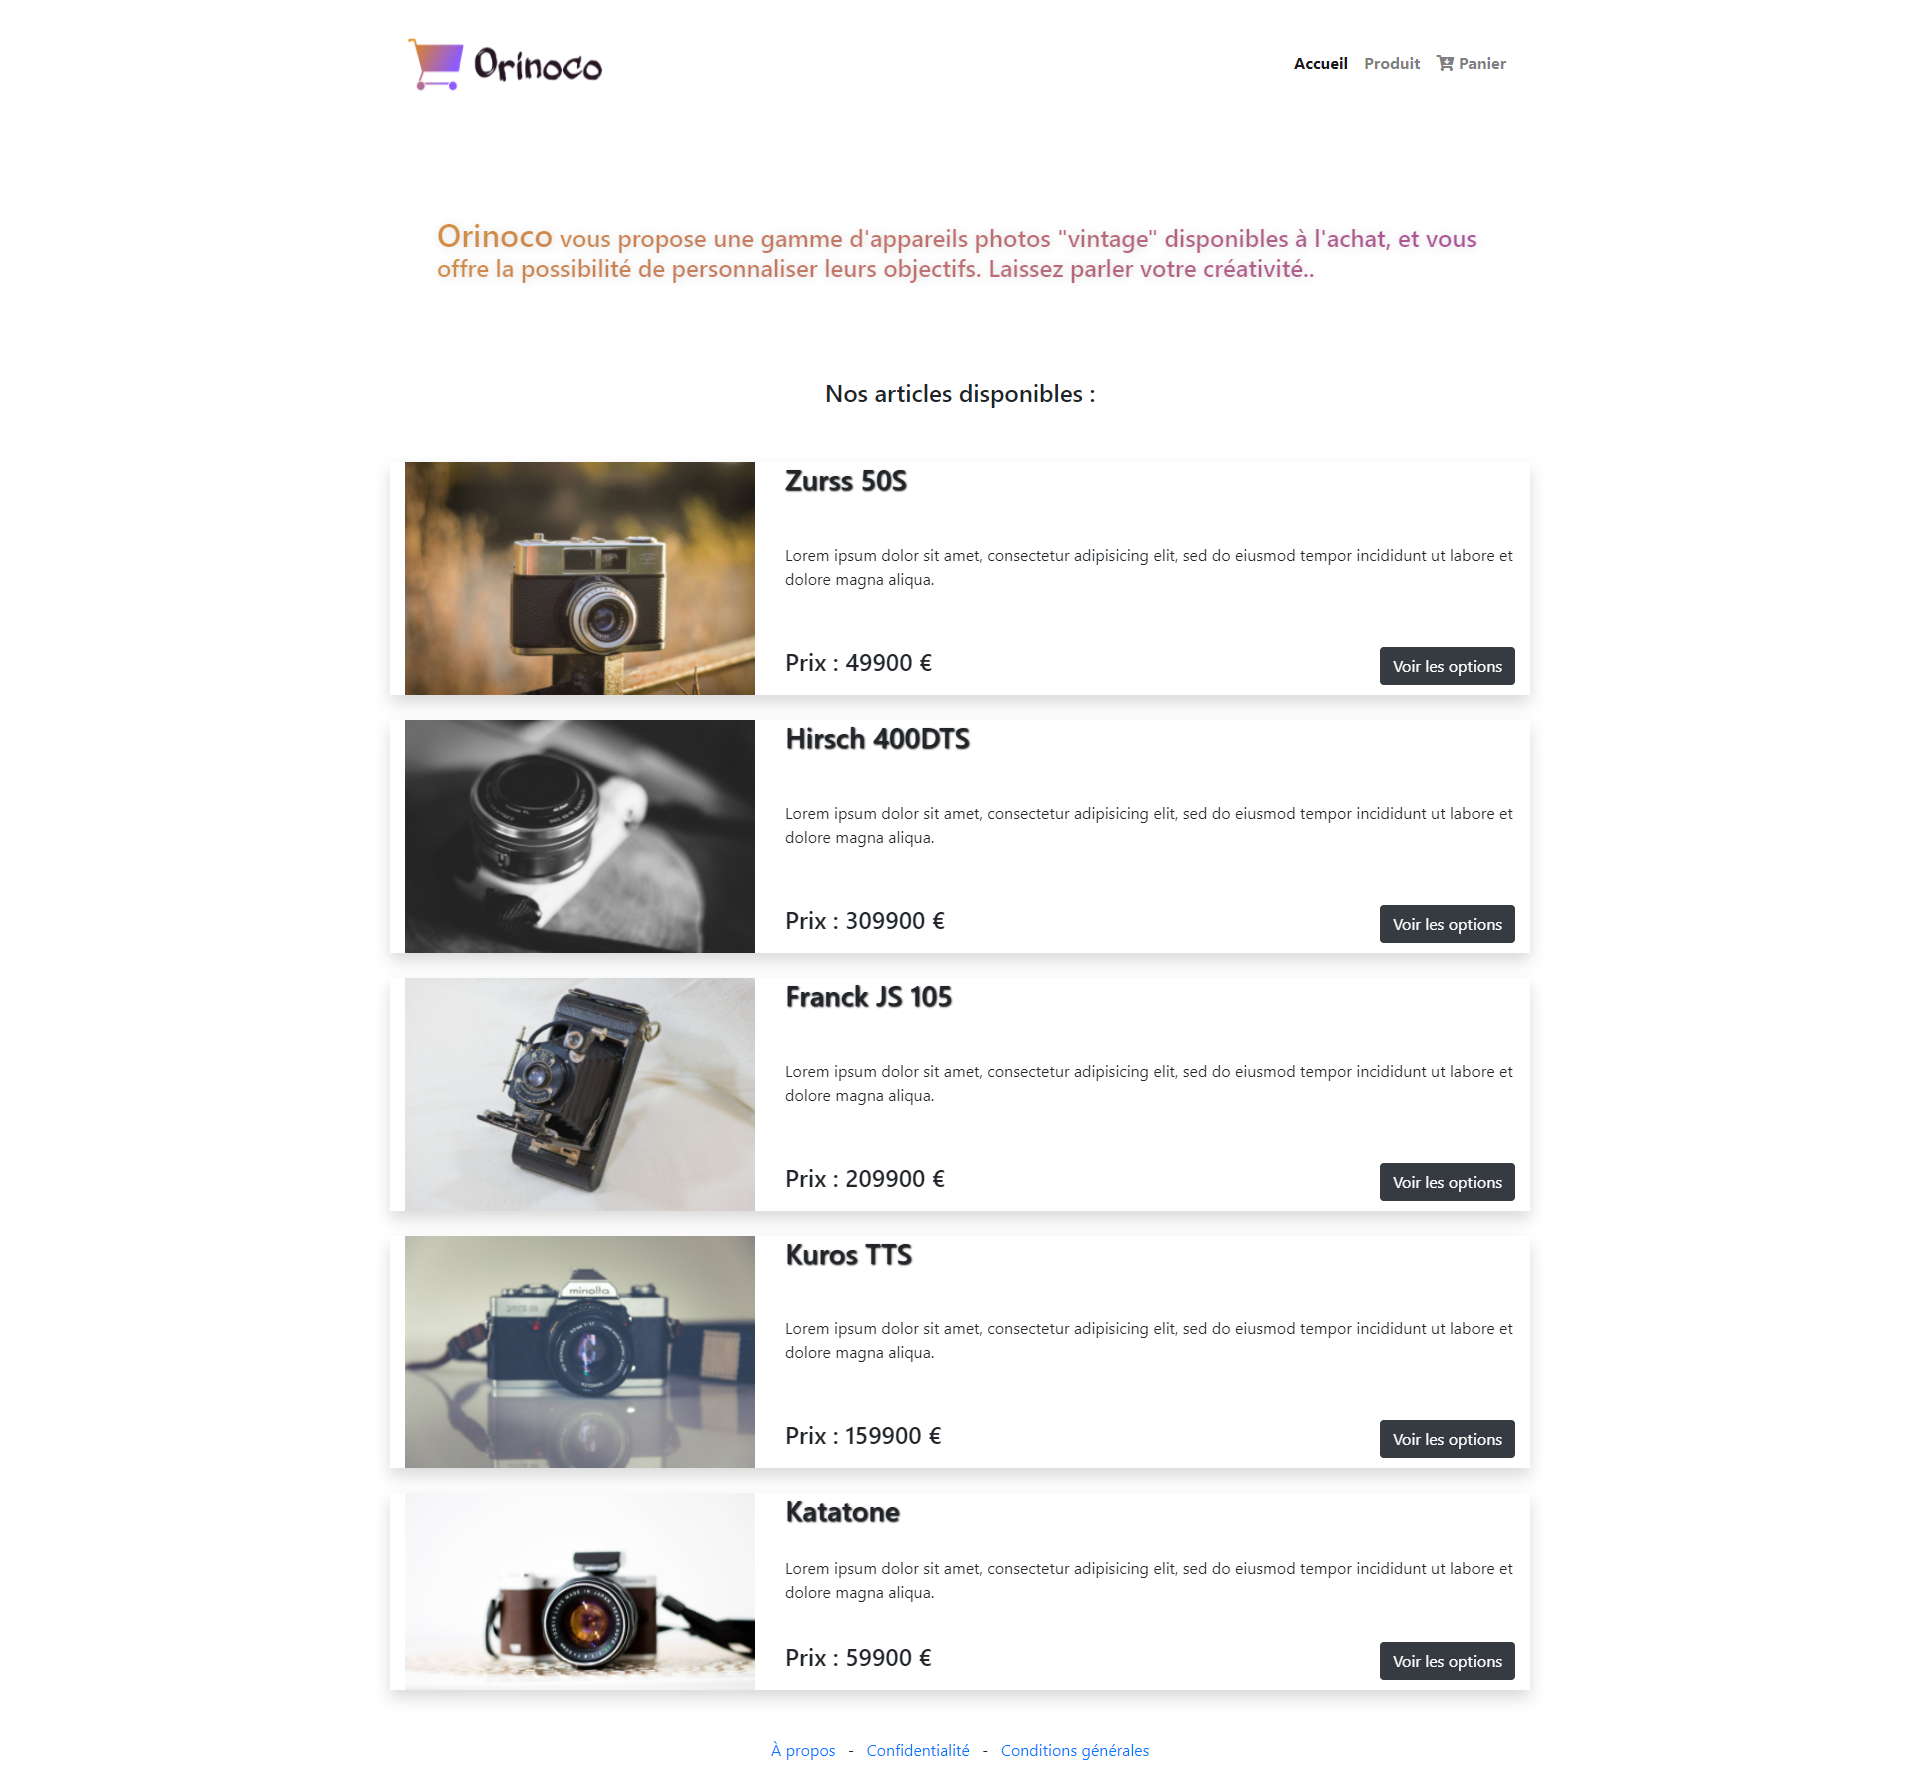 Orinoco
Accueil
Produit
Panier
Orinoco vous propose une gamme d'appareils photos "vintage" disponibles à l'achat, et vous
offre la possibilité de personnaliser leurs objectifs. Laissez parler votre créativité..
Nos articles disponibles :
Zurss 50S
Lorem ipsum dolor sit amet, consectetur adipisicing elit, sed do eiusmod tempor incididunt ut labore et
dolore magna aliqua.
Prix : 49900 €
Voir les options
Hirsch 400DTS
Lorem ipsum dolor sit amet, consectetur adipisicing elit, sed do eiusmod tempor incididunt ut labore et
dolore magna aliqua.
Prix : 309900 €
Voir les options
Franck JS 105
Lorem ipsum dolor sit amet, consectetur adipisicing elit, sed do eiusmod tempor incididunt ut labore et
dolore magna aliqua.
Prix : 209900 €
Voir les options
minolta
Kuros TTS
Lorem ipsum dolor sit amet, consectetur adipisicing elit, sed do eiusmod tempor incididunt ut labore et
dolore magna aliqua.
Prix : 159900 €
Voir les options
Katatone
Lorem ipsum dolor sit amet, consectetur adipisicing elit, sed do eiusmod tempor incididunt ut labore et
dolore magna aliqua.
Prix : 59900 €
Voir les options
À propos - Confidentialité - Conditions générales